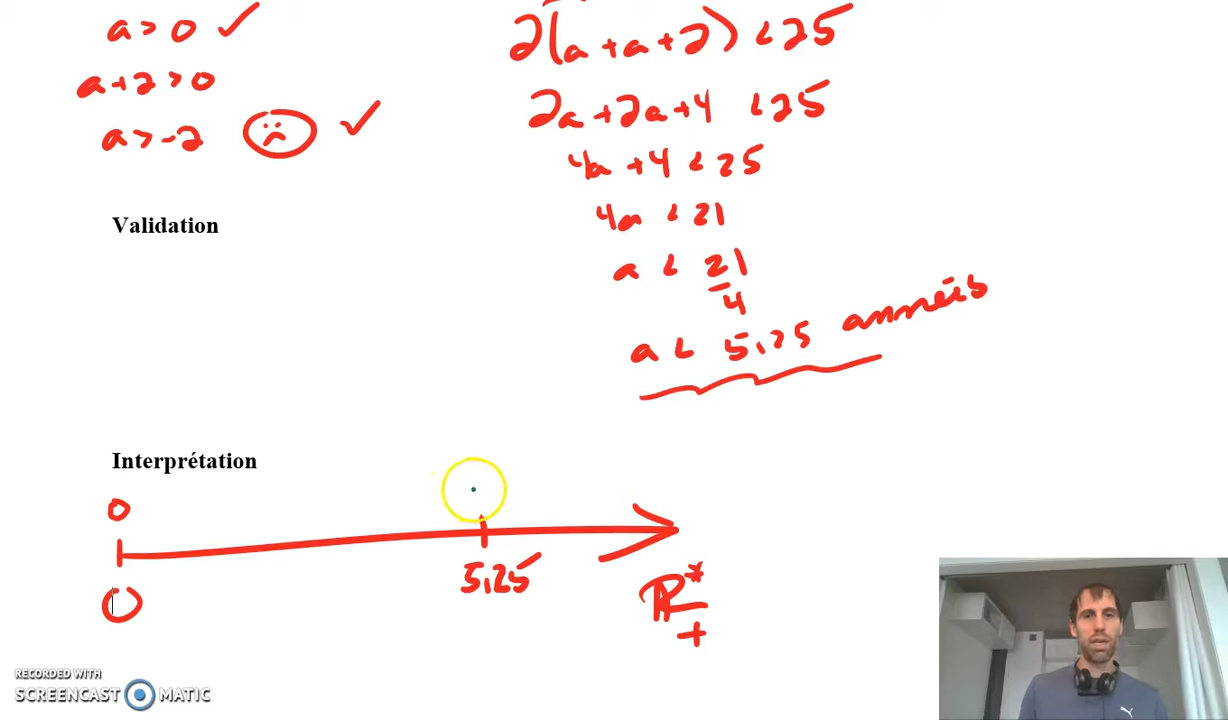 a > 0 ✓
a + 2 > 0
a > -2 ✓
2(a + a + 2) < 25
2a + 2a + 4 < 25
4a + 4 < 25
4a < 21
a < 21/4
a < 5,25 années
Validation
Interprétation
0
0
5,25
ℝ*+
RECORDED WITH
SCREENCAST MATIC